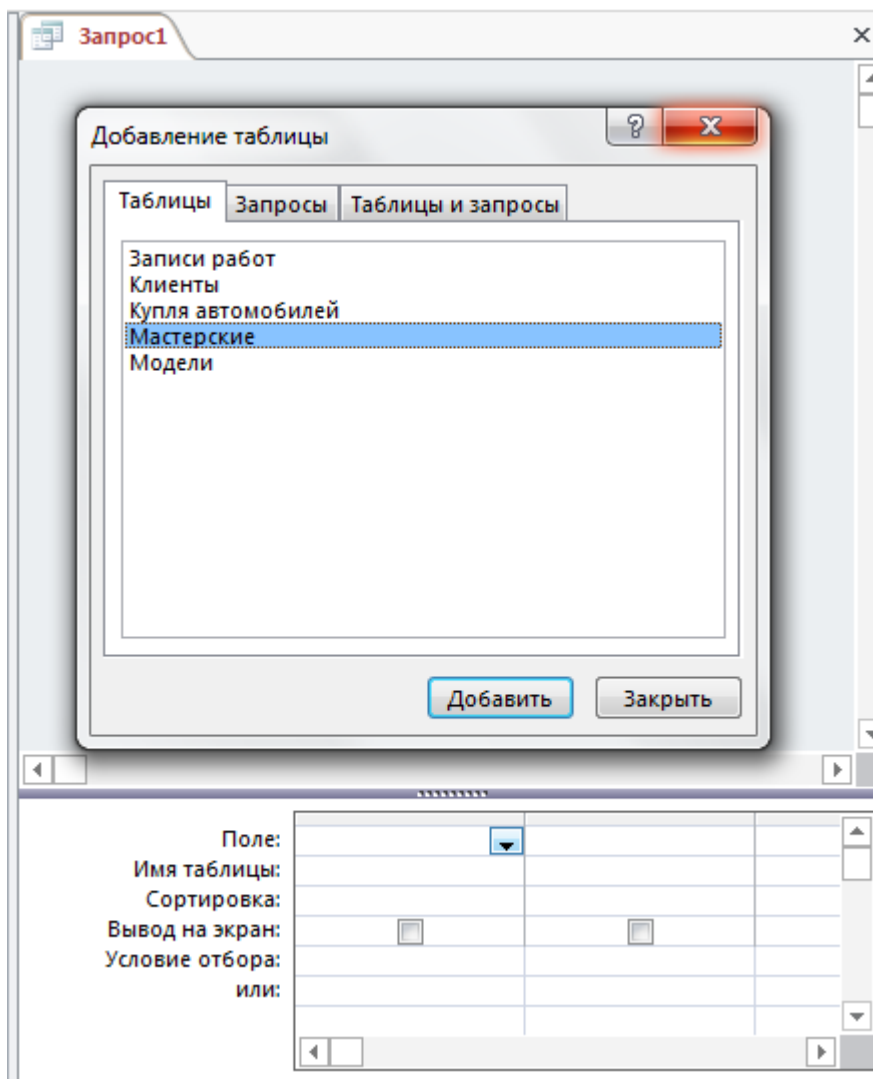 Запрос1
Добавление таблицы
Таблицы Запросы Таблицы и запросы
Записи работ
Клиенты
Купля автомобилей
Мастерские
Модели
Добавить Закрыть
Поле:
Имя таблицы:
Сортировка:
Вывод на экран:
Условие отбора:
или: